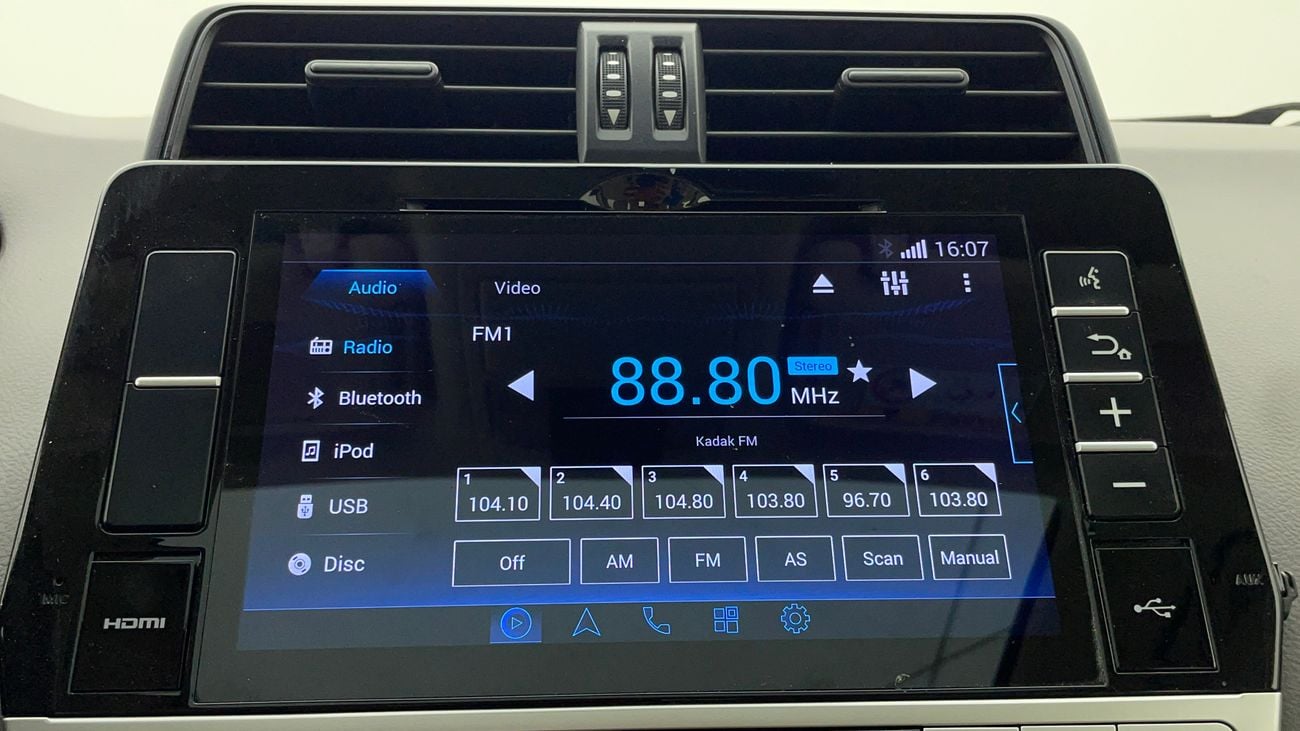 16:07
Audio Video
FM1
Radio
88.80 Stereo MHz
Bluetooth
Kadak FM
iPod
1 2 3 4 5 6
104.10 104.40 104.80 103.80 96.70 103.80
USB
Disc
Off AM FM AS Scan Manual
MIC
HDMI
AUX